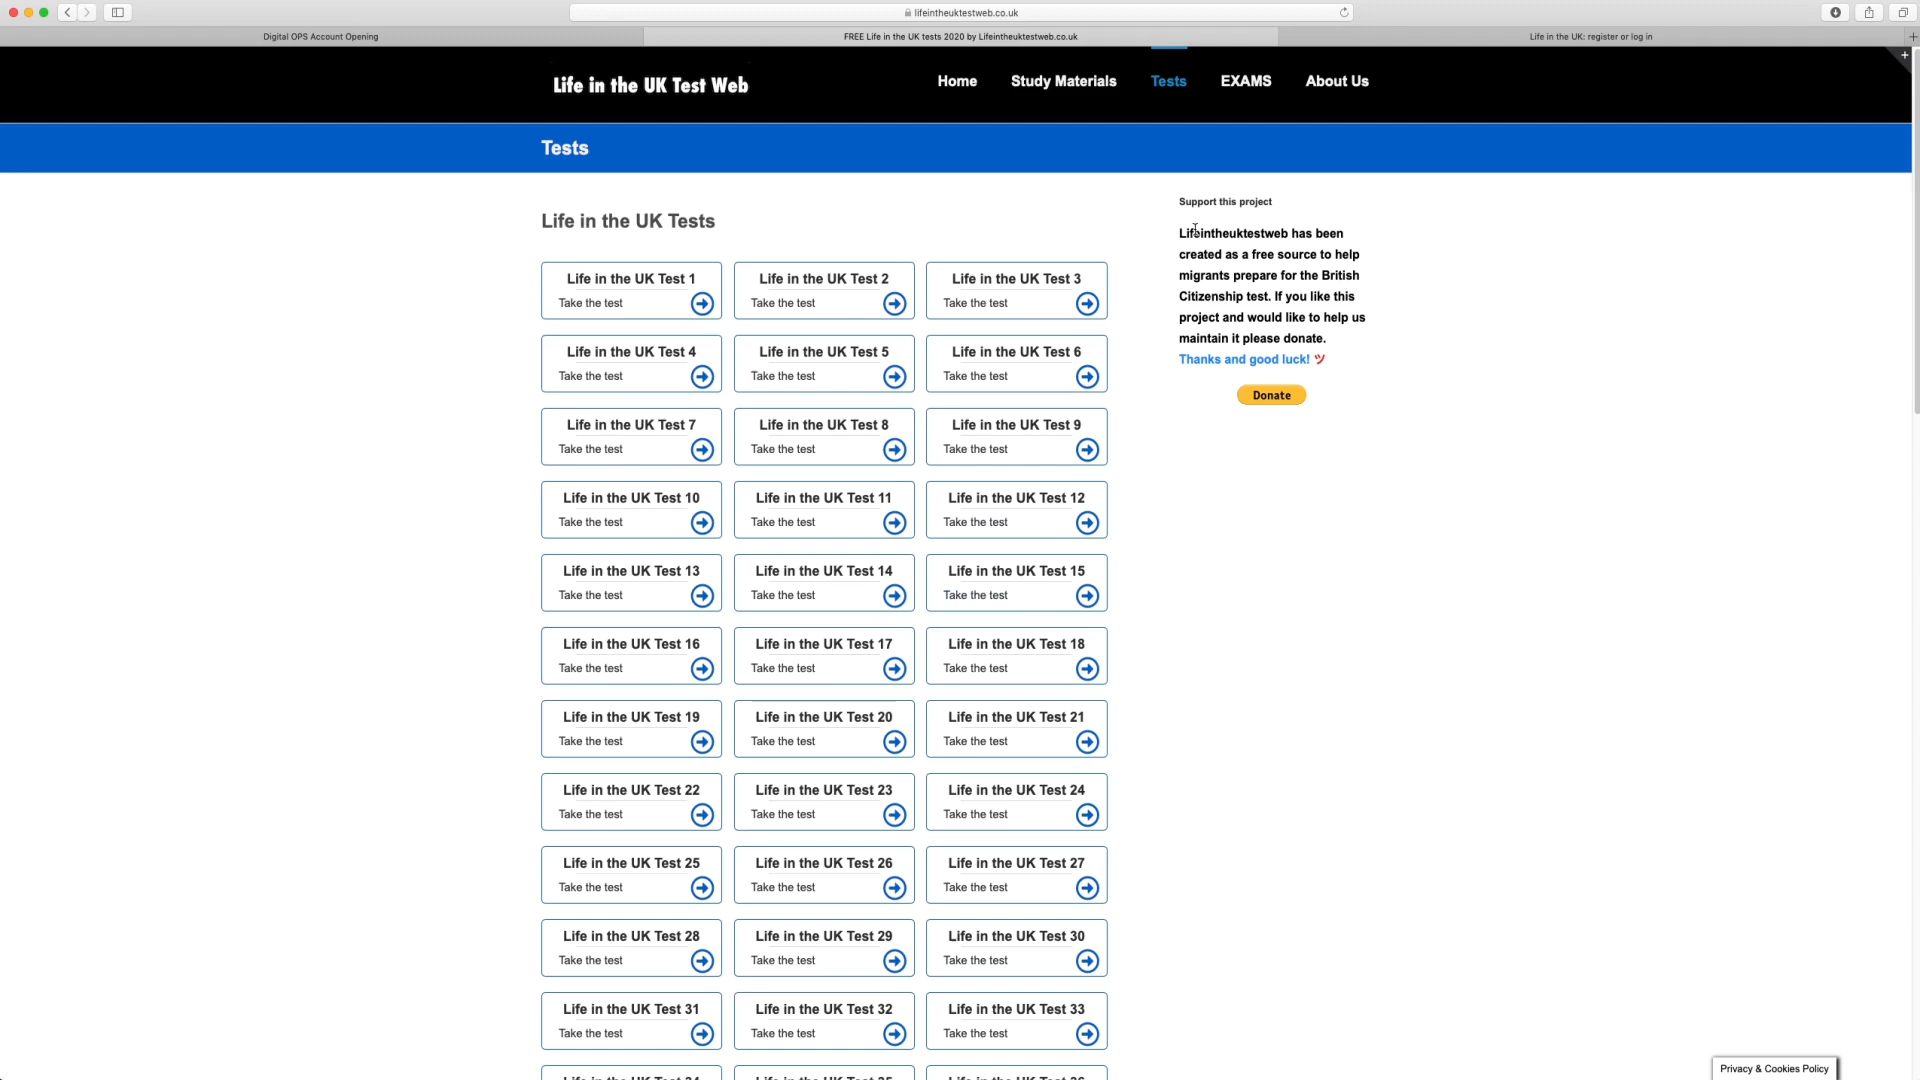 lifeintheuktestweb.co.uk
Digital OPS Account Opening
FREE Life in the UK tests 2020 by Lifeintheuktestweb.co.uk
Life in the UK: register or log in
Life in the UK Test Web
Home
Study Materials
Tests
EXAMS
About Us
Tests
Life in the UK Tests
Life in the UK Test 1
Take the test
Life in the UK Test 2
Take the test
Life in the UK Test 3
Take the test
Life in the UK Test 4
Take the test
Life in the UK Test 5
Take the test
Life in the UK Test 6
Take the test
Life in the UK Test 7
Take the test
Life in the UK Test 8
Take the test
Life in the UK Test 9
Take the test
Life in the UK Test 10
Take the test
Life in the UK Test 11
Take the test
Life in the UK Test 12
Take the test
Life in the UK Test 13
Take the test
Life in the UK Test 14
Take the test
Life in the UK Test 15
Take the test
Life in the UK Test 16
Take the test
Life in the UK Test 17
Take the test
Life in the UK Test 18
Take the test
Life in the UK Test 19
Take the test
Life in the UK Test 20
Take the test
Life in the UK Test 21
Take the test
Life in the UK Test 22
Take the test
Life in the UK Test 23
Take the test
Life in the UK Test 24
Take the test
Life in the UK Test 25
Take the test
Life in the UK Test 26
Take the test
Life in the UK Test 27
Take the test
Life in the UK Test 28
Take the test
Life in the UK Test 29
Take the test
Life in the UK Test 30
Take the test
Life in the UK Test 31
Take the test
Life in the UK Test 32
Take the test
Life in the UK Test 33
Take the test
Support this project
Lifeintheuktestweb has been
created as a free source to help
migrants prepare for the British
Citizenship test. If you like this
project and would like to help us
maintain it please donate.
Thanks and good luck! ツ
Donate
Privacy & Cookies Policy